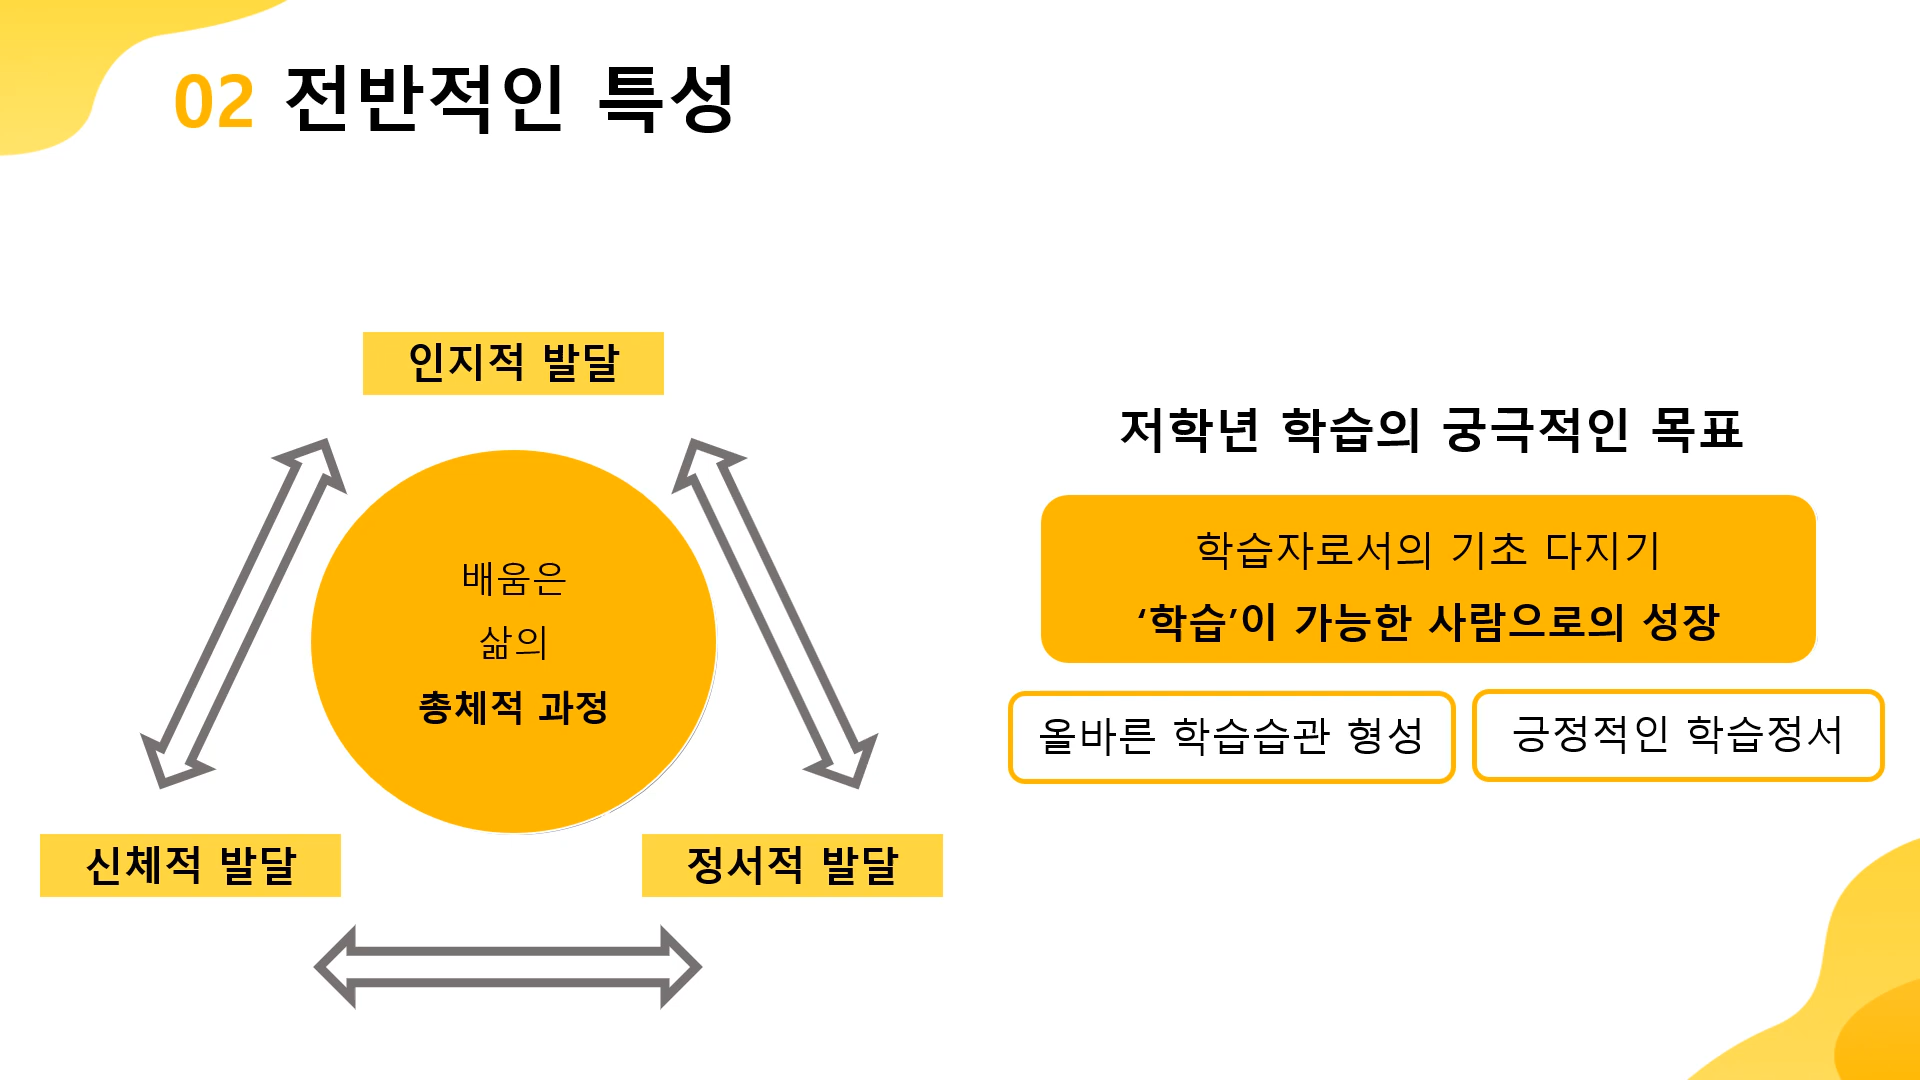 02 전반적인 특성
인지적 발달
배움은
삶의
총체적 과정
신체적 발달
정서적 발달
저학년 학습의 궁극적인 목표
학습자로서의 기초 다지기
‘학습’이 가능한 사람으로의 성장
올바른 학습습관 형성
긍정적인 학습정서